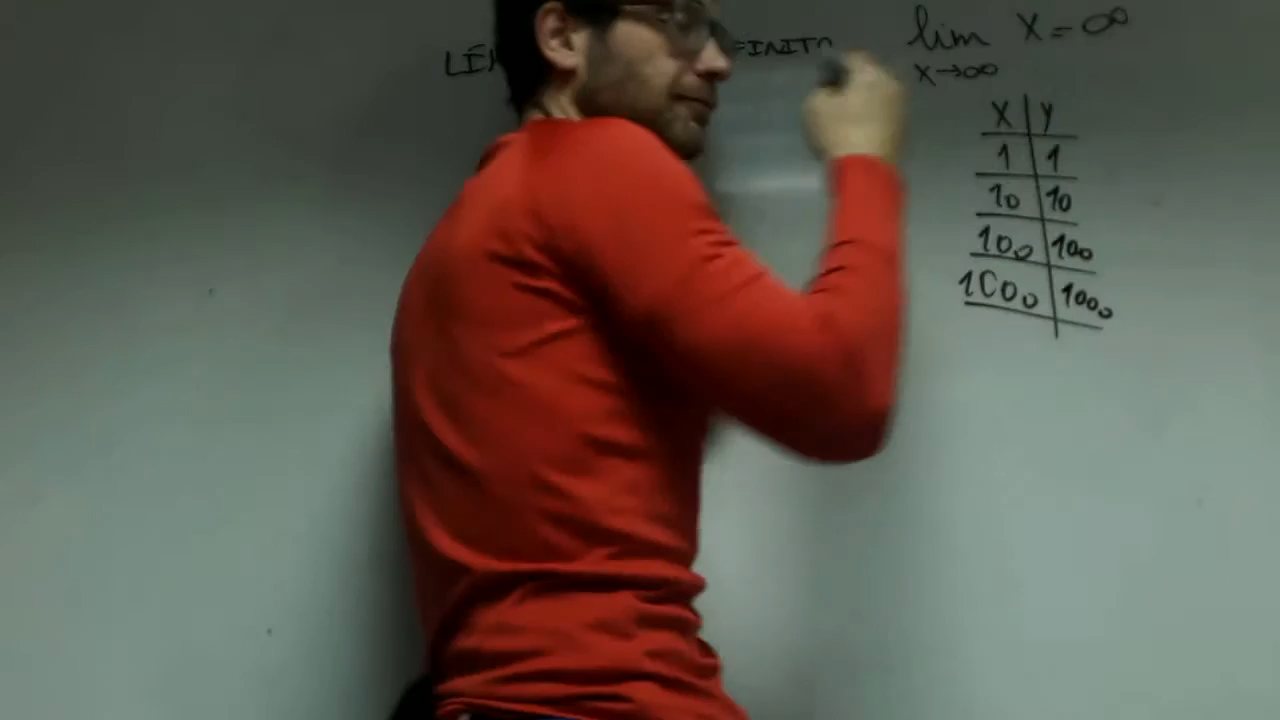 lim x = ∞
x→∞
X | Y
1 | 1
10 | 10
100 | 100
1000 | 1000